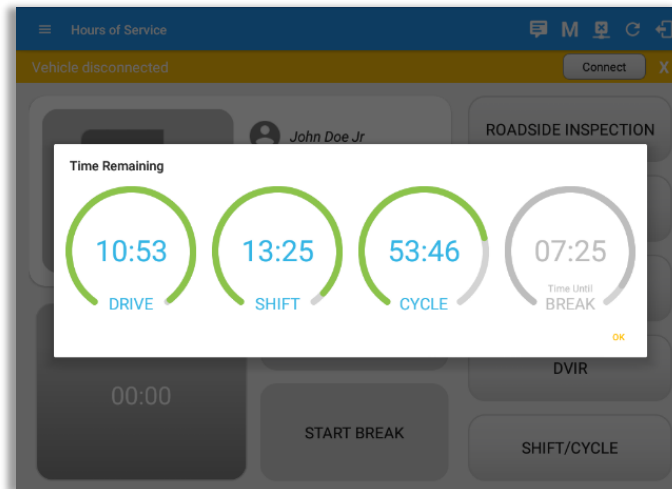 Hours of Service
M
Vehicle disconnected
Connect
X
John Doe Jr
ROADSIDE INSPECTION
Time Remaining
10:53
DRIVE
13:25
SHIFT
53:46
CYCLE
07:25
Time Until
BREAK
OK
00:00
DVIR
START BREAK
SHIFT/CYCLE